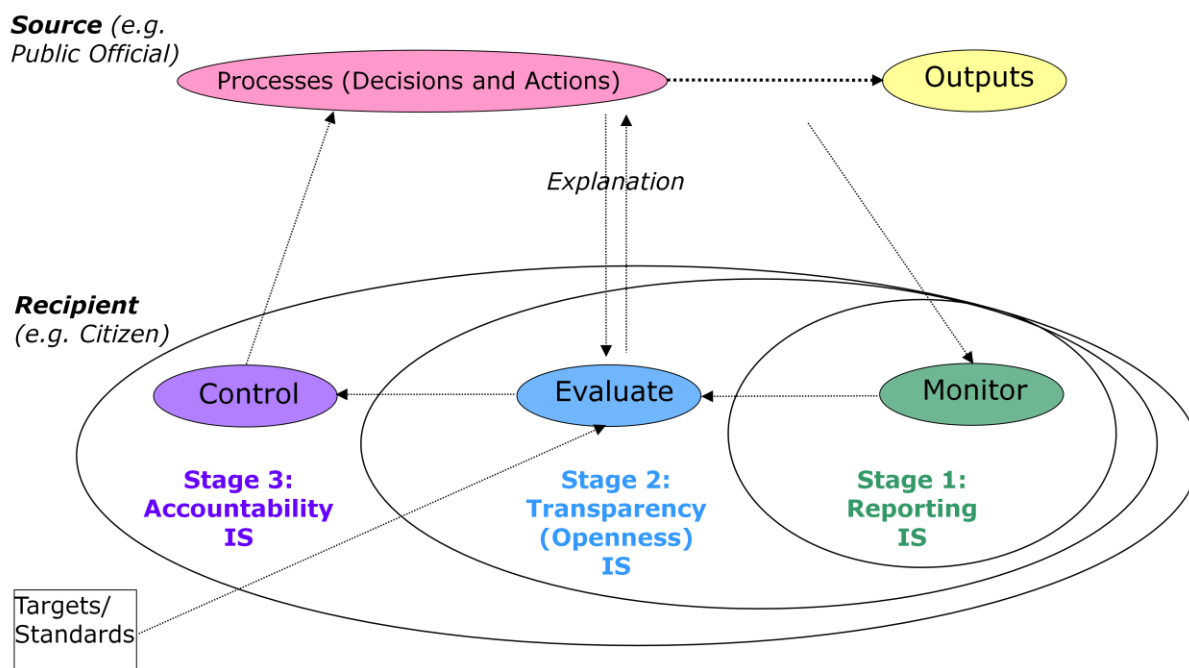 Source (e.g.
Public Official)
Processes (Decisions and Actions)
Outputs
Explanation
Recipient
(e.g. Citizen)
Control
Evaluate
Monitor
Stage 3:
Accountability
IS
Stage 2:
Transparency
(Openness)
IS
Stage 1:
Reporting
IS
Targets/
Standards